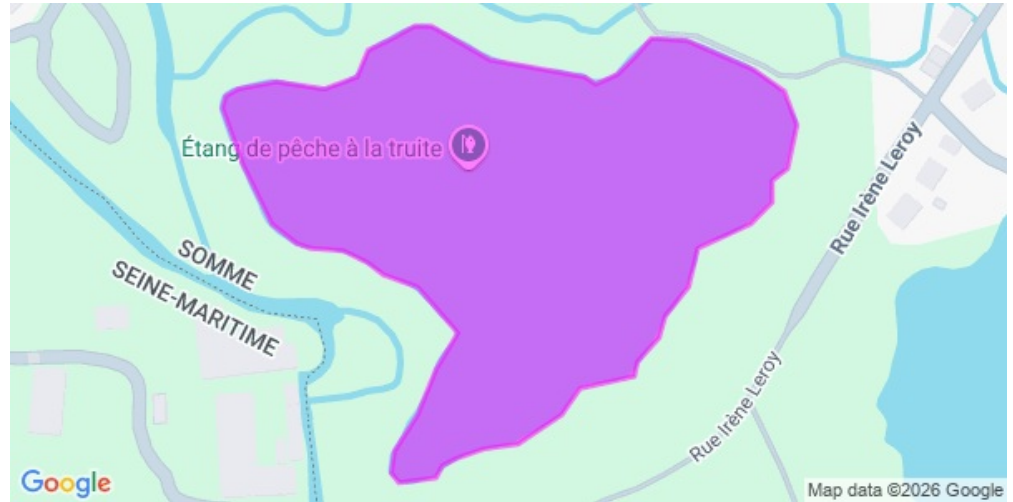 Étang de pêche à la truite
Rue Irène Leroy
SOMME
SEINE-MARITIME
Rue Irène Leroy
Google
Map data ©2026 Google